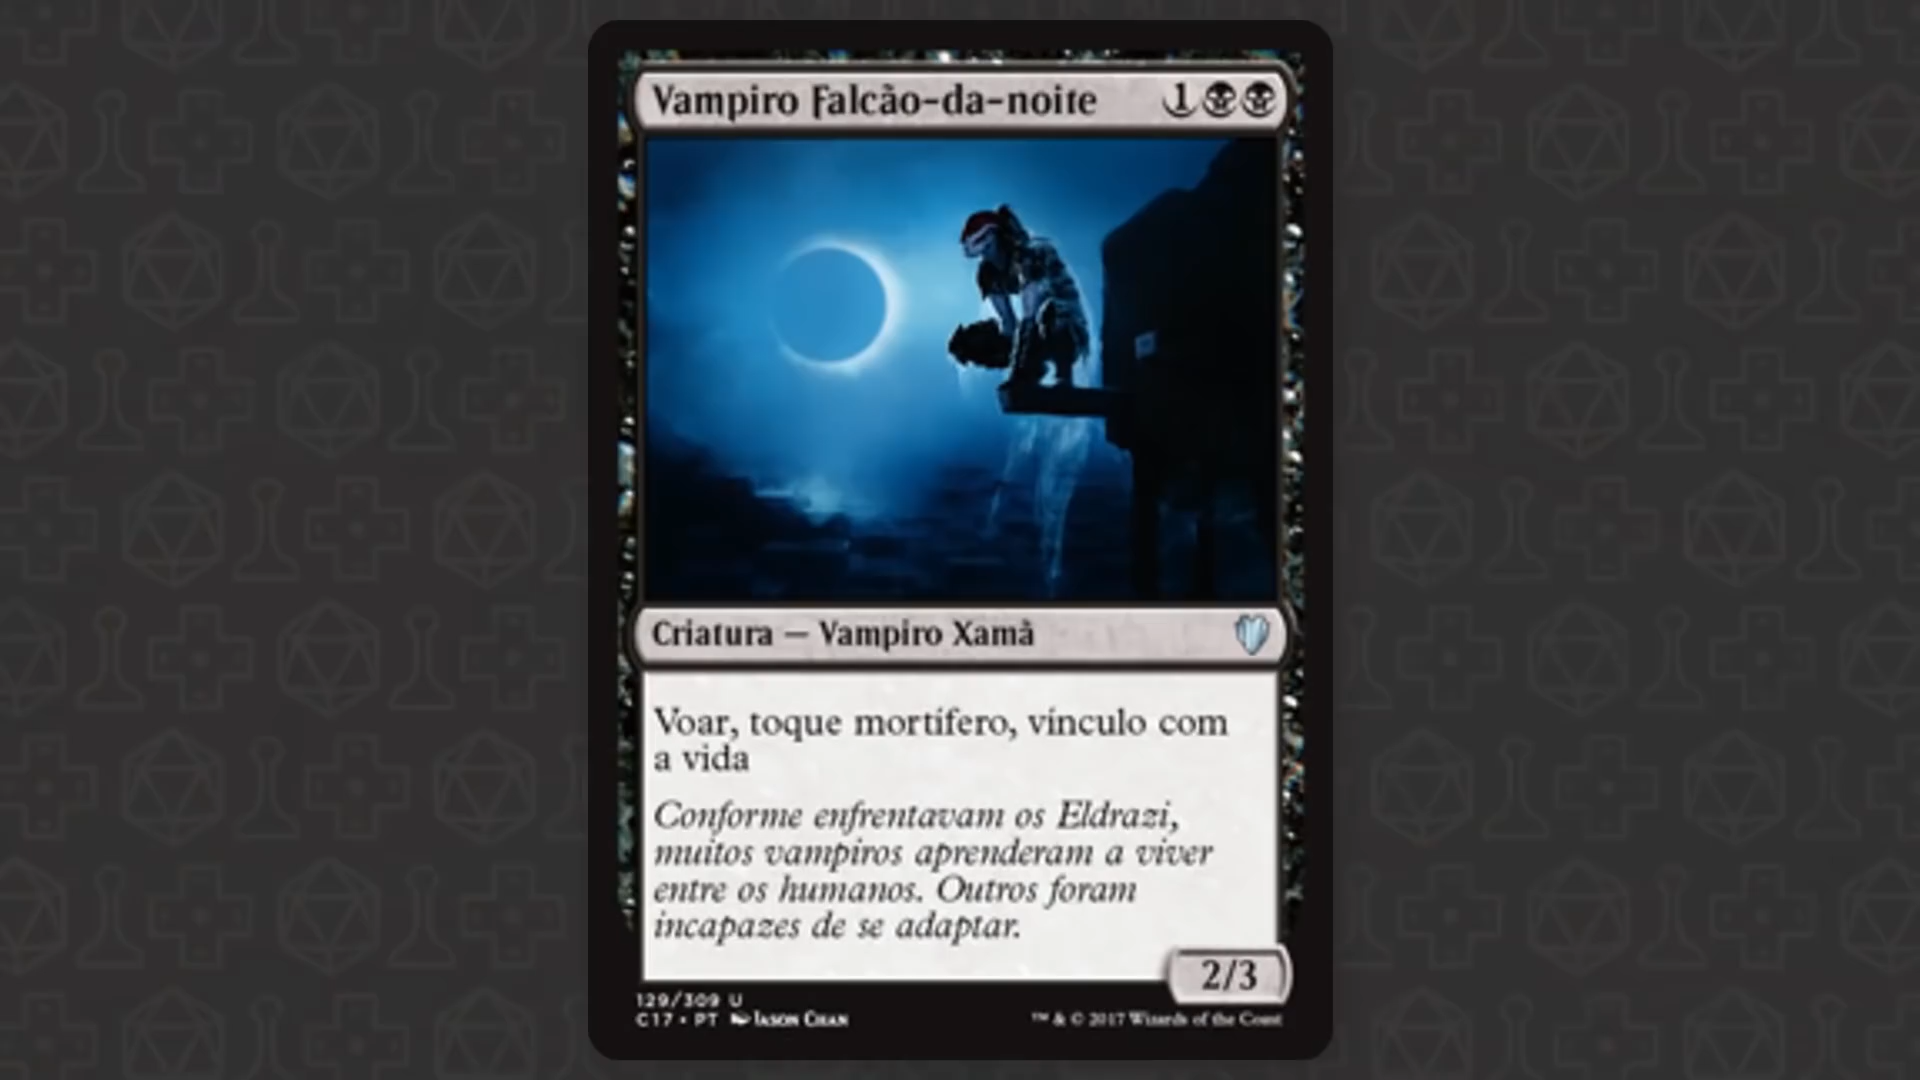 Vampiro Falcão-da-noite 1
Criatura — Vampiro Xamã
Voar, toque mortífero, vínculo com
a vida
Conforme enfrentavam os Eldrazi,
muitos vampiros aprenderam a viver
entre os humanos. Outros foram
incapazes de se adaptar.
2/3
129/309 U
C17 • PT Jason Chan
™ & © 2017 Wizards of the Coast